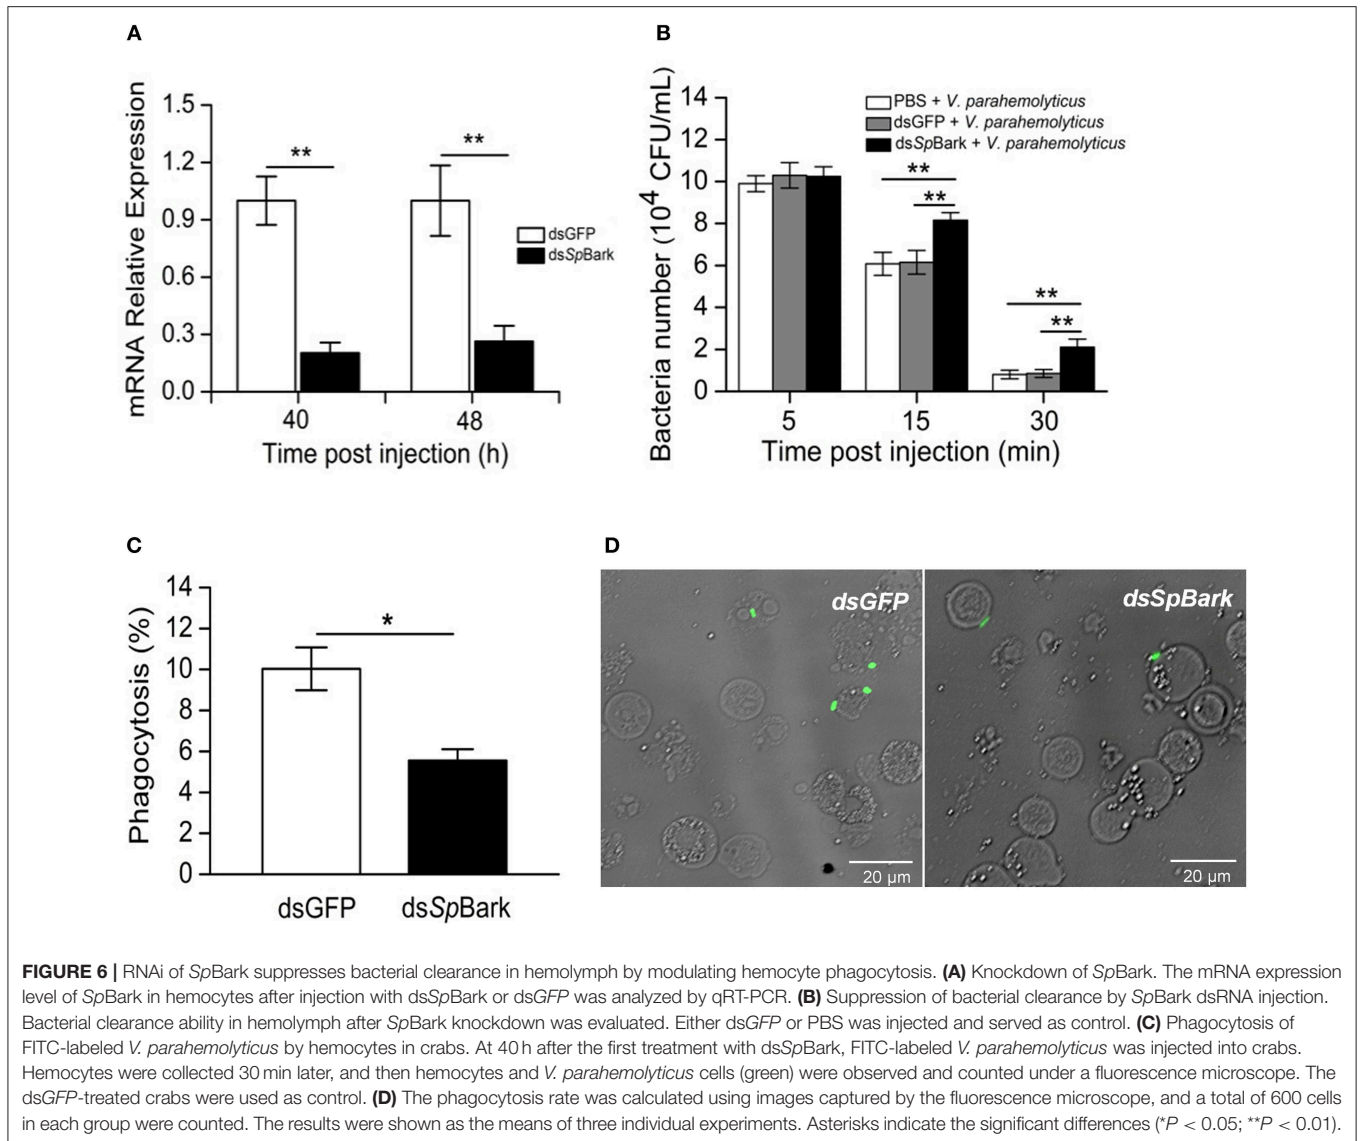 A
mRNA Relative Expression
1.5
1.2
0.9
0.6
0.3
0.0
**
**
dsGFP
dsSpBark
40
48
Time post injection (h)
B
Bacteria number (10⁴ CFU/mL)
14
12
10
8
6
4
2
0
PBS + V. parahemolyticus
dsGFP + V. parahemolyticus
dsSpBark + V. parahemolyticus
**
**
**
**
5
15
30
Time post injection (min)
C
Phagocytosis (%)
14
12
10
8
6
4
2
0
*
dsGFP
dsSpBark
D
dsGFP
20 µm
dsSpBark
20 µm
FIGURE 6 | RNAi of SpBark suppresses bacterial clearance in hemolymph by modulating hemocyte phagocytosis. (A) Knockdown of SpBark. The mRNA expression
level of SpBark in hemocytes after injection with dsSpBark or dsGFP was analyzed by qRT-PCR. (B) Suppression of bacterial clearance by SpBark dsRNA injection.
Bacterial clearance ability in hemolymph after SpBark knockdown was evaluated. Either dsGFP or PBS was injected and served as control. (C) Phagocytosis of
FITC-labeled V. parahemolyticus by hemocytes in crabs. At 40 h after the first treatment with dsSpBark, FITC-labeled V. parahemolyticus was injected into crabs.
Hemocytes were collected 30 min later, and then hemocytes and V. parahemolyticus cells (green) were observed and counted under a fluorescence microscope. The
dsGFP-treated crabs were used as control. (D) The phagocytosis rate was calculated using images captured by the fluorescence microscope, and a total of 600 cells
in each group were counted. The results were shown as the means of three individual experiments. Asterisks indicate the significant differences (*P < 0.05; **P < 0.01).